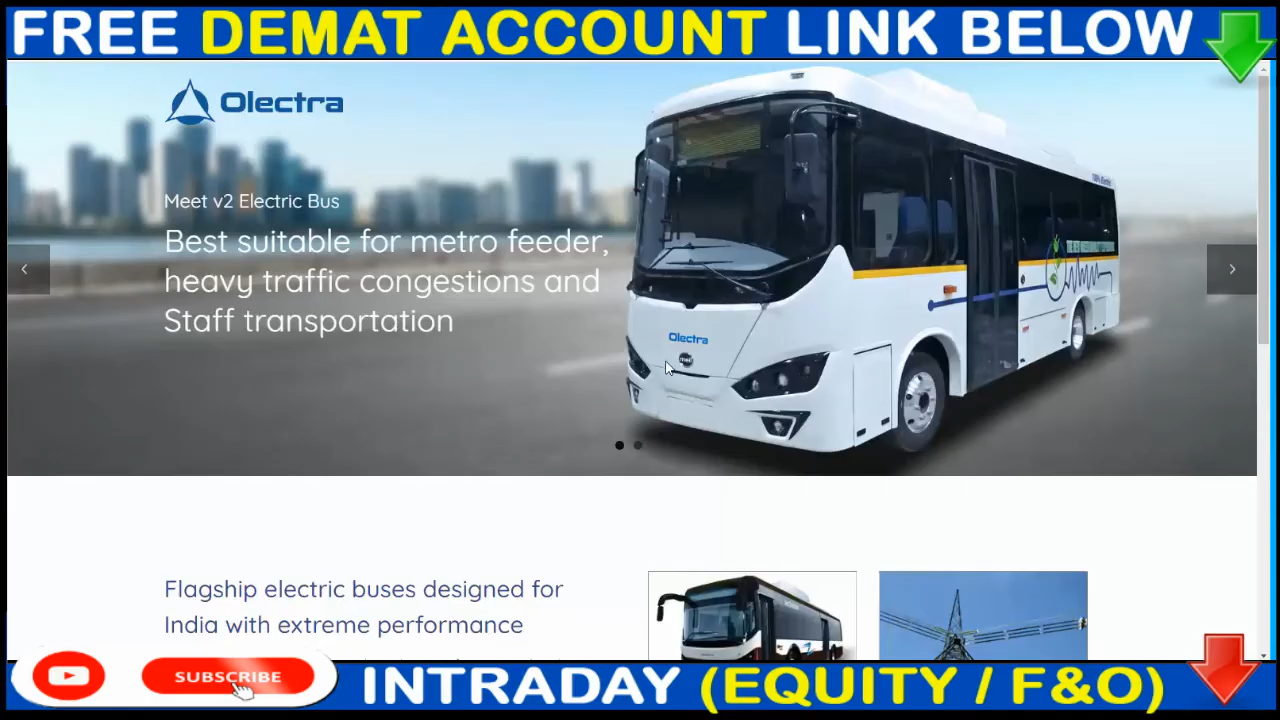 FREE DEMAT ACCOUNT LINK BELOW
Olectra
Meet v2 Electric Bus
Best suitable for metro feeder,
heavy traffic congestions and
Staff transportation
Olectra
Flagship electric buses designed for
India with extreme performance
SUBSCRIBE
INTRADAY (EQUITY / F&O)